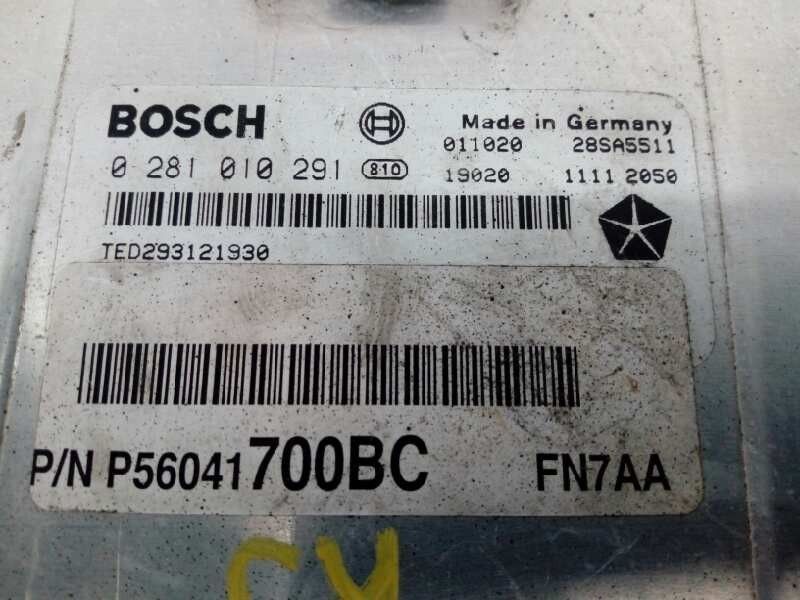 BOSCH Made in Germany
011020 28SA5511
0 281 010 291 810 19020 1111 2050
TED293121930
P/N P56041700BC FN7AA